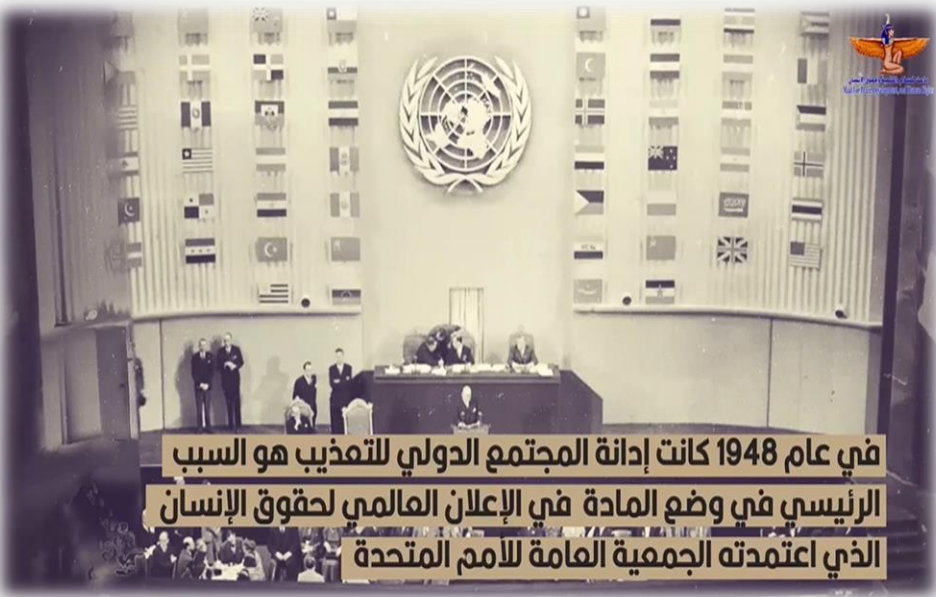 في عام 1948 كانت إدانة المجتمع الدولي للتعذيب هو السبب
الرئيسي في وضع المادة في الإعلان العالمي لحقوق الإنسان
الذي اعتمدته الجمعية العامة للأمم المتحدة